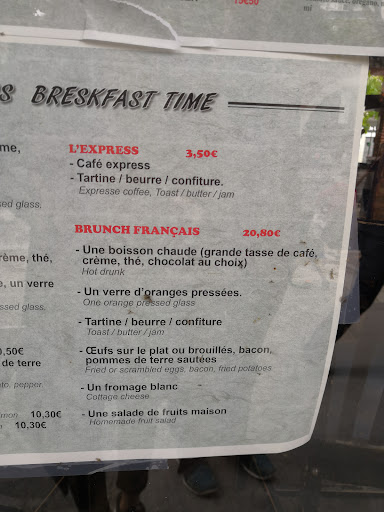 S BRESKFAST TIME
L'EXPRESS 3,50€
- Café express
- Tartine / beurre / confiture.
Expresse coffee, Toast / butter / jam
sed glass.
BRUNCH FRANÇAIS 20,80€
- Une boisson chaude (grande tasse de café,
crème, thé, chocolat au choix)
Hot drunk
- Un verre d'oranges pressées.
One orange pressed glass
- Tartine / beurre / confiture
Toast / butter / jam
- Œufs sur le plat ou brouillés, bacon,
pommes de terre sautées
Fried or scrambled eggs, bacon, fried potatoes
- Un fromage blanc
Cottage cheese
- Une salade de fruits maison
Homemade fruit salad
rème, thé,
e, un verre
ssed glass.
0,50€
de terre
to, pepper
mon 10,30€
10,30€